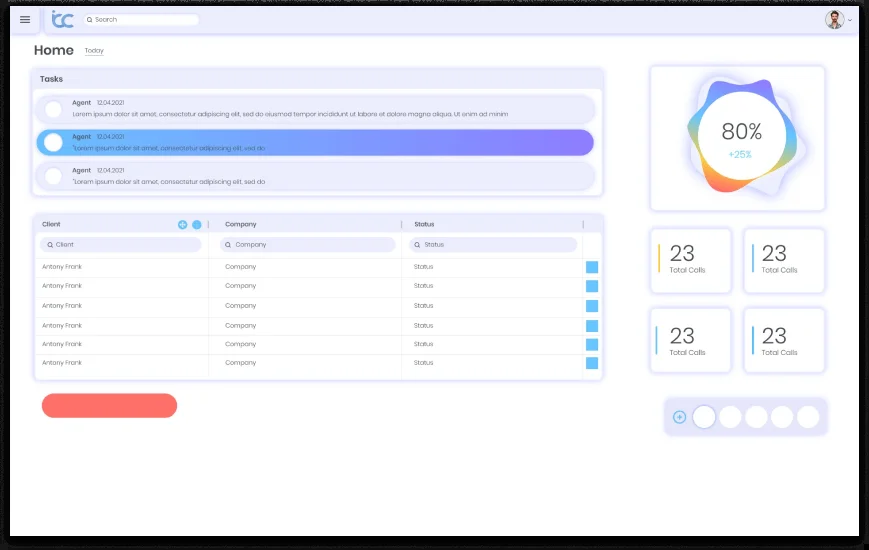 icc
Search
Home Today
Tasks
Agent 12.04.2021
Lorem ipsum dolor sit amet, consectetur adipiscing elit, sed do eiusmod tempor incididunt ut labore et dolore magna aliqua. Ut enim ad minim
Agent 12.04.2021
"Lorem ipsum dolor sit amet, consectetur adipiscing elit, sed do
Agent 12.04.2021
"Lorem ipsum dolor sit amet, consectetur adipiscing elit, sed do
Client Company Status
Client Company Status
Antony Frank Company Status
Antony Frank Company Status
Antony Frank Company Status
Antony Frank Company Status
Antony Frank Company Status
Antony Frank Company Status
80%
+25%
23
Total Calls
23
Total Calls
23
Total Calls
23
Total Calls